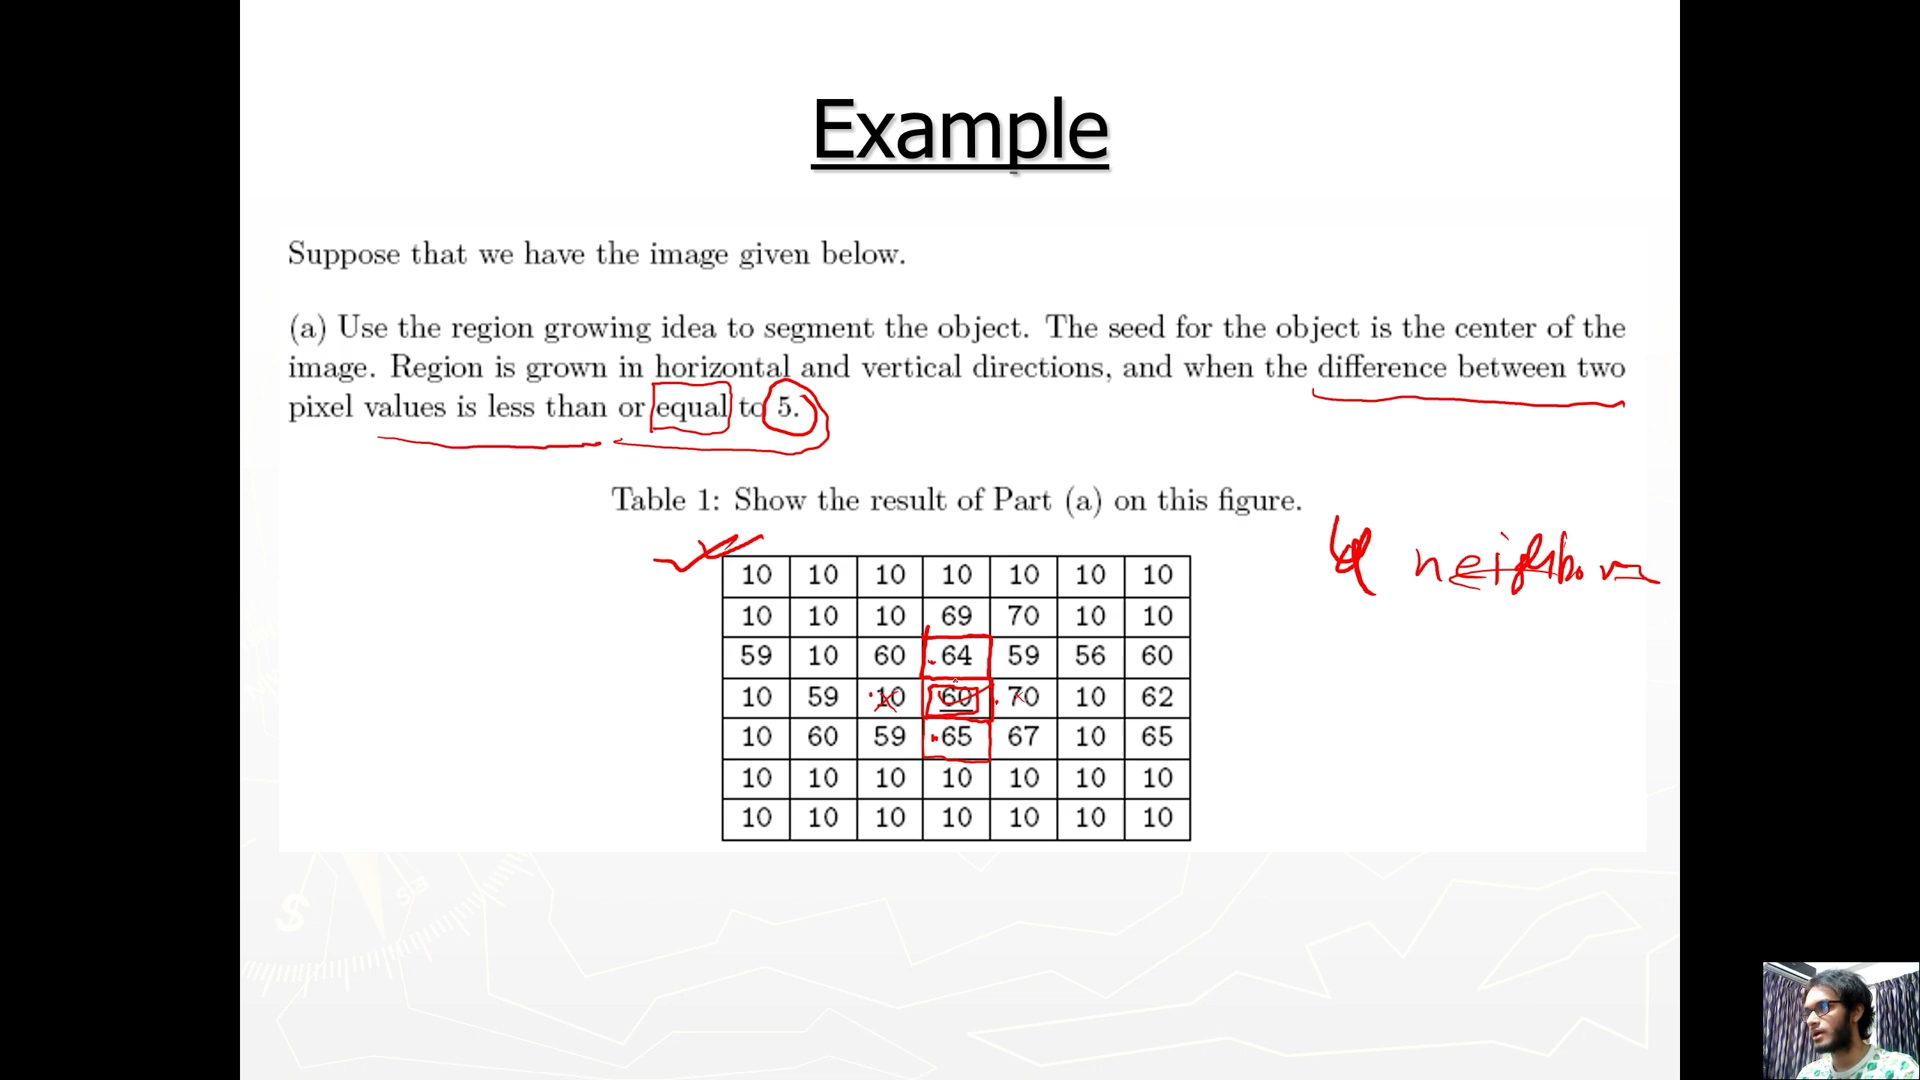 Example
Suppose that we have the image given below.
(a) Use the region growing idea to segment the object. The seed for the object is the center of the
image. Region is grown in horizontal and vertical directions, and when the difference between two
pixel values is less than or equal to 5.
Table 1: Show the result of Part (a) on this figure.
10 10 10 10 10 10 10
10 10 10 69 70 10 10
59 10 60 64 59 56 60
10 59 10 60 70 10 62
10 60 59 65 67 10 65
10 10 10 10 10 10 10
10 10 10 10 10 10 10